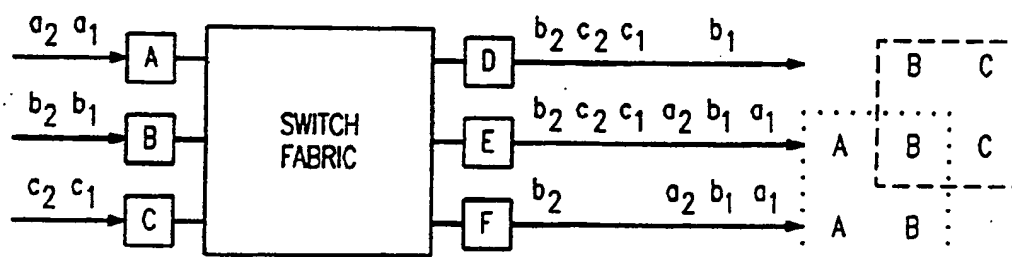 a₂ a₁ A D b₂ c₂ c₁ b₁ B C
b₂ b₁ B SWITCH FABRIC E b₂ c₂ c₁ a₂ b₁ a₁ A B C
c₂ c₁ C F b₂ a₂ b₁ a₁ A B